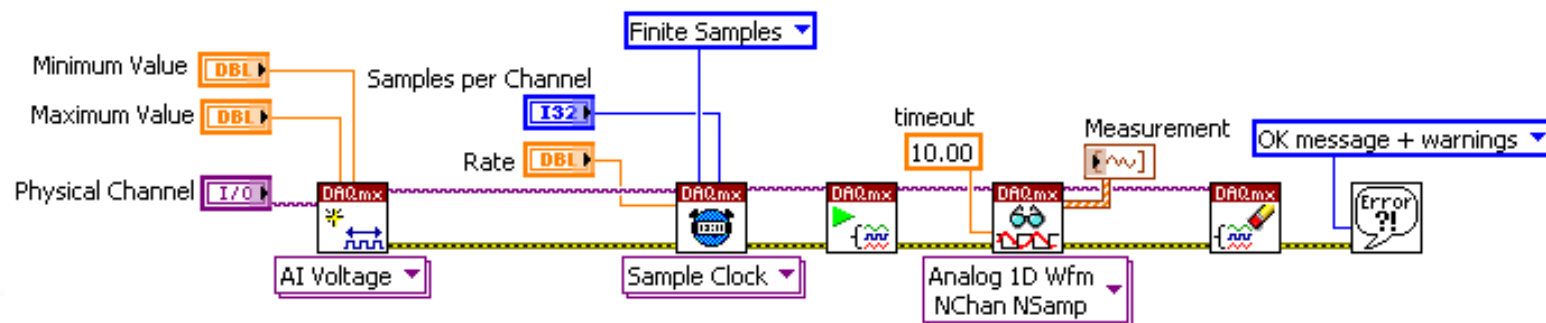 Finite Samples
Minimum Value DBL
Samples per Channel
I32
Maximum Value DBL
timeout
10.00
Measurement
OK message + warnings
Rate DBL
Physical Channel I/O
DAQmx
DAQmx
DAQmx
DAQmx
DAQmx
Error
?!
AI Voltage
Sample Clock
Analog 1D Wfm
NChan NSamp